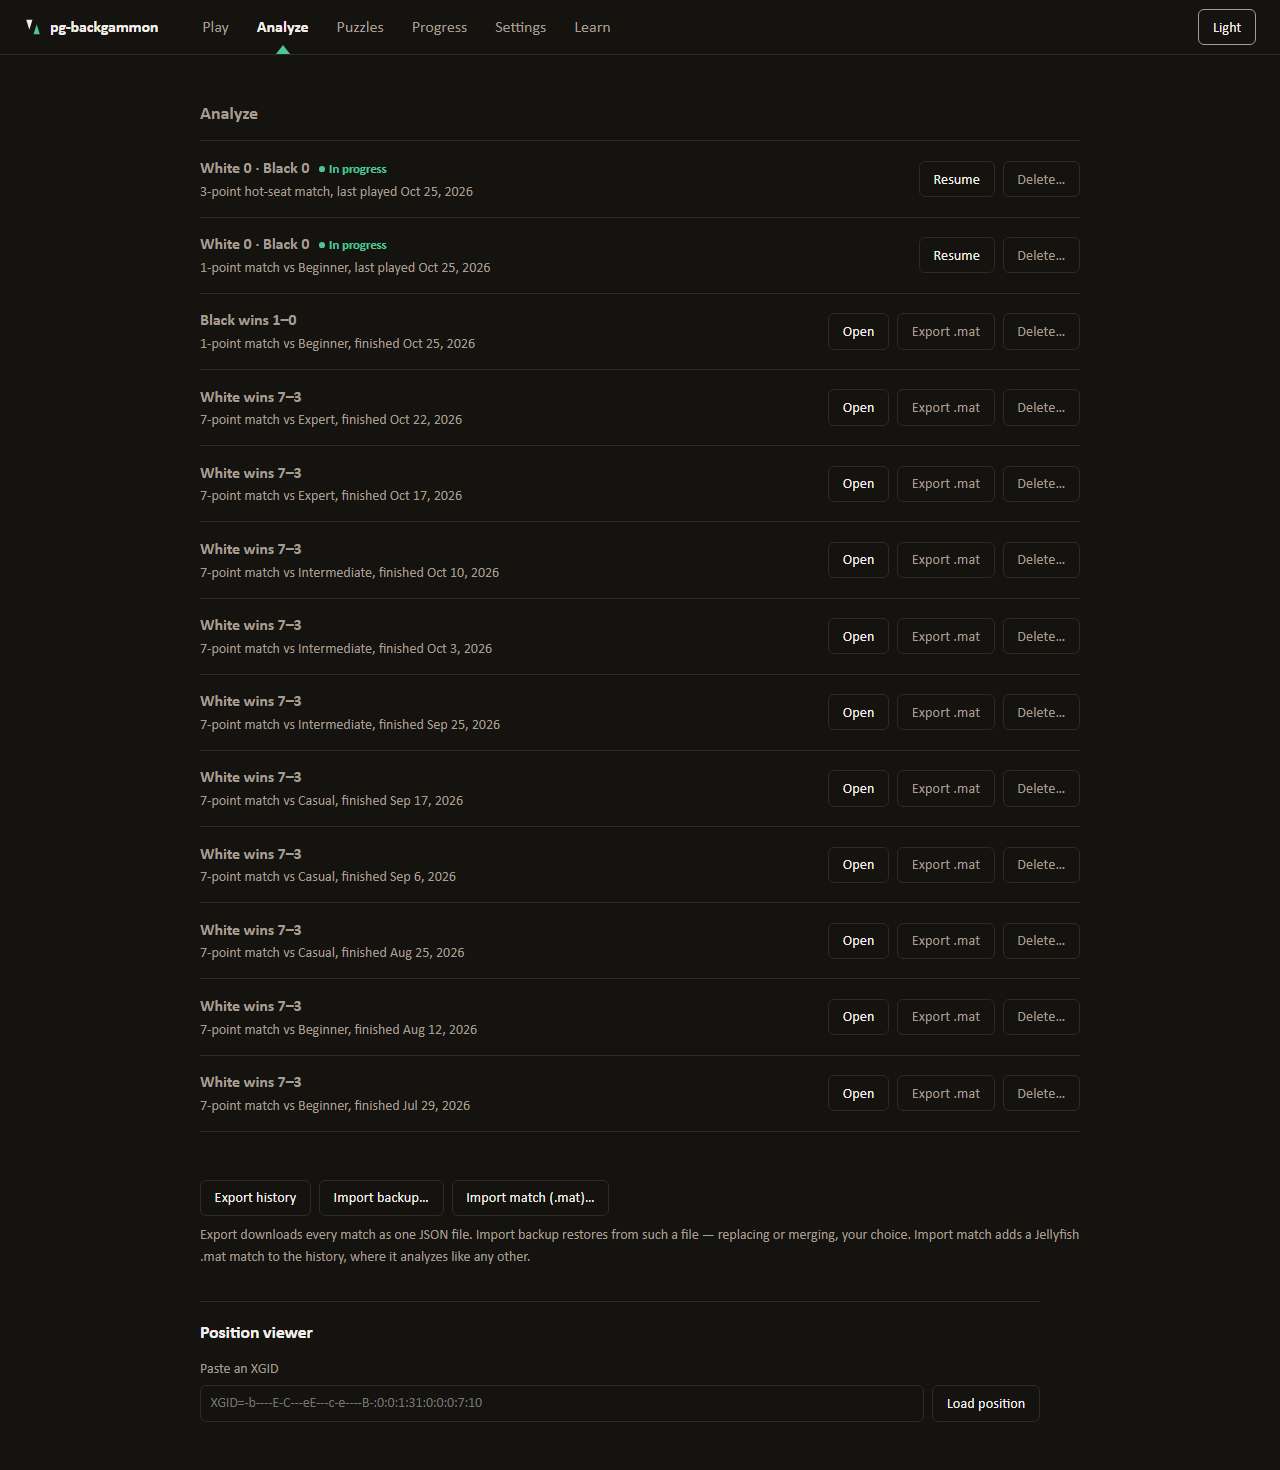 pg-backgammon Play Analyze Puzzles Progress Settings Learn Light
Analyze
White 0 · Black 0 In progress
3-point hot-seat match, last played Oct 25, 2026
Resume Delete…
White 0 · Black 0 In progress
1-point match vs Beginner, last played Oct 25, 2026
Resume Delete…
Black wins 1–0
1-point match vs Beginner, finished Oct 25, 2026
Open Export .mat Delete…
White wins 7–3
7-point match vs Expert, finished Oct 22, 2026
Open Export .mat Delete…
White wins 7–3
7-point match vs Expert, finished Oct 17, 2026
Open Export .mat Delete…
White wins 7–3
7-point match vs Intermediate, finished Oct 10, 2026
Open Export .mat Delete…
White wins 7–3
7-point match vs Intermediate, finished Oct 3, 2026
Open Export .mat Delete…
White wins 7–3
7-point match vs Intermediate, finished Sep 25, 2026
Open Export .mat Delete…
White wins 7–3
7-point match vs Casual, finished Sep 17, 2026
Open Export .mat Delete…
White wins 7–3
7-point match vs Casual, finished Sep 6, 2026
Open Export .mat Delete…
White wins 7–3
7-point match vs Casual, finished Aug 25, 2026
Open Export .mat Delete…
White wins 7–3
7-point match vs Beginner, finished Aug 12, 2026
Open Export .mat Delete…
White wins 7–3
7-point match vs Beginner, finished Jul 29, 2026
Open Export .mat Delete…
Export history Import backup… Import match (.mat)…
Export downloads every match as one JSON file. Import backup restores from such a file — replacing or merging, your choice. Import match adds a Jellyfish
.mat match to the history, where it analyzes like any other.
Position viewer
Paste an XGID
XGID=-b----E-C---eE---c-e----B-:0:0:1:31:0:0:0:7:10
Load position